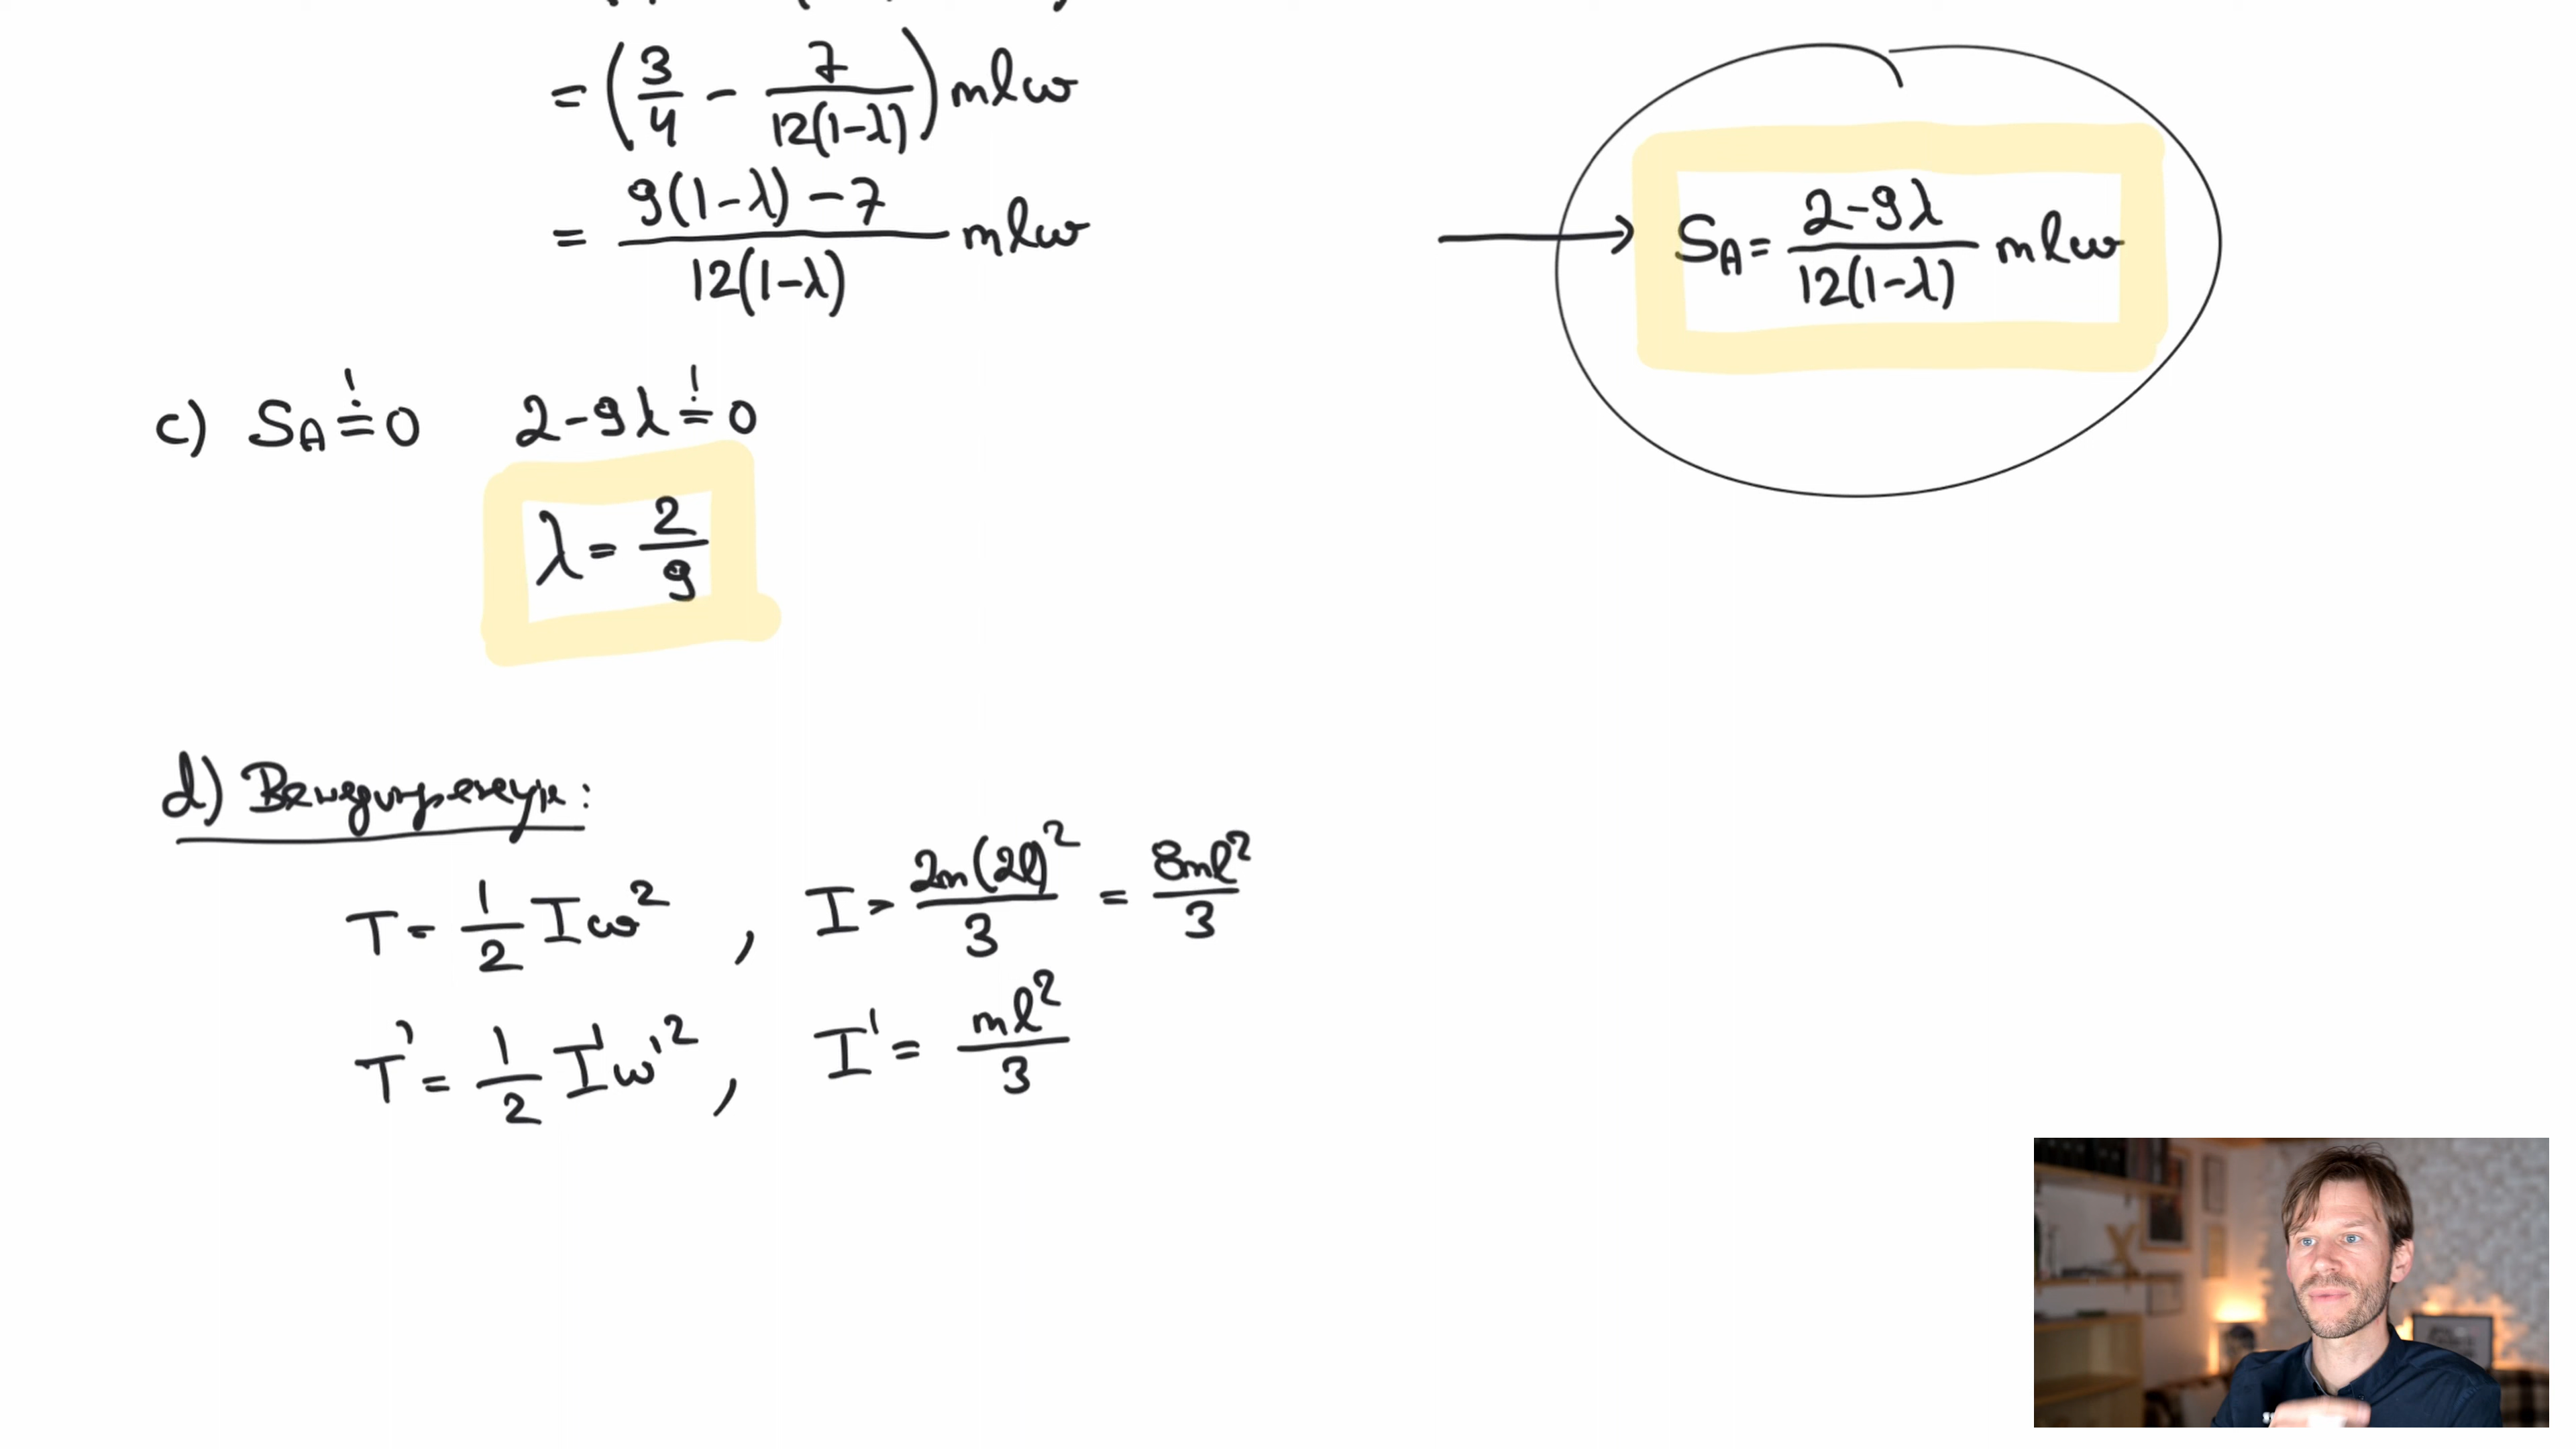 = (3/4 - 7/(12(1-λ))) mlω
= (9(1-λ) - 7)/(12(1-λ)) mlω
→ S_A = (2-9λ)/(12(1-λ)) mlω
c) S_A =! 0   2-9λ =! 0
λ = 2/9
d) Bewegungsenergie:
T = 1/2 Iω², I = 2m(2l)²/3 = 8ml²/3
T' = 1/2 I'ω'², I' = ml²/3